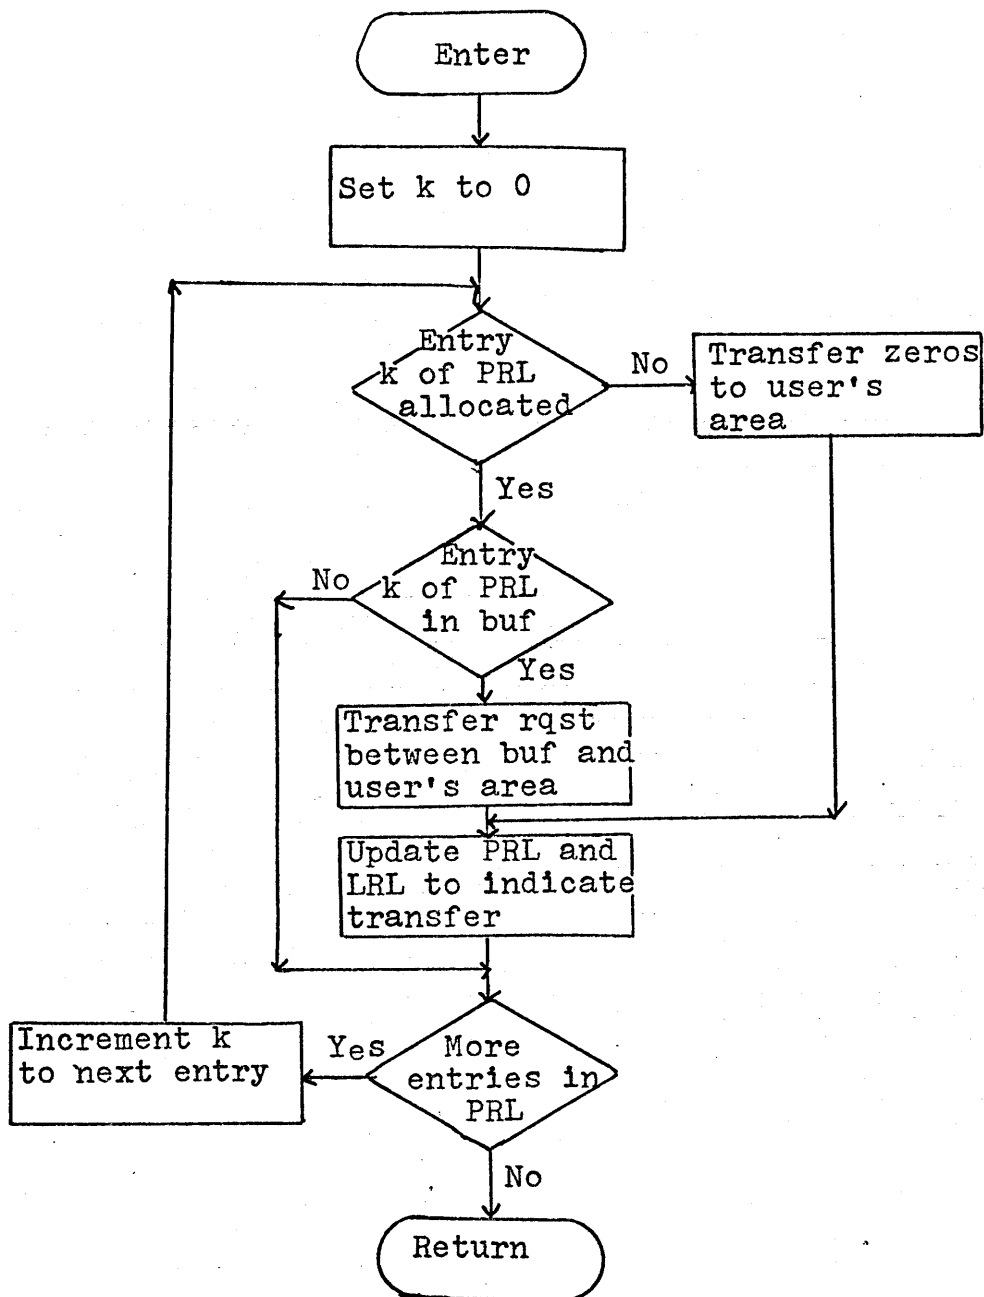 Enter
Set k to 0
Entry
k of PRL
allocated
No
Transfer zeros
to user's
area
Yes
Entry
k of PRL
in buf
No
Yes
Transfer rqst
between buf and
user's area
Update PRL and
LRL to indicate
transfer
More
entries in
PRL
Yes
Increment k
to next entry
No
Return